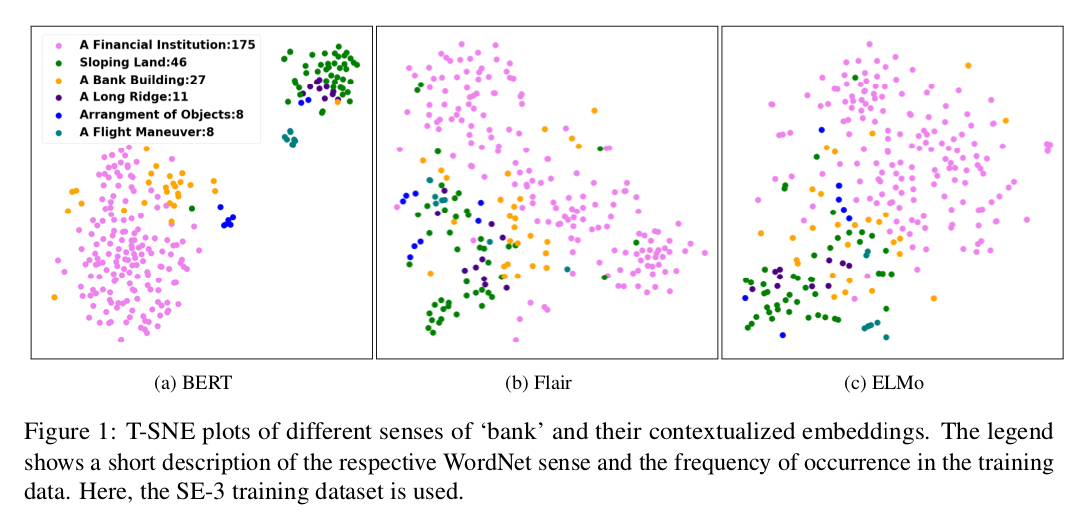 A Financial Institution:175
Sloping Land:46
A Bank Building:27
A Long Ridge:11
Arrangment of Objects:8
A Flight Maneuver:8
(a) BERT
(b) Flair
(c) ELMo
Figure 1: T-SNE plots of different senses of ‘bank’ and their contextualized embeddings. The legend
shows a short description of the respective WordNet sense and the frequency of occurrence in the training
data. Here, the SE-3 training dataset is used.